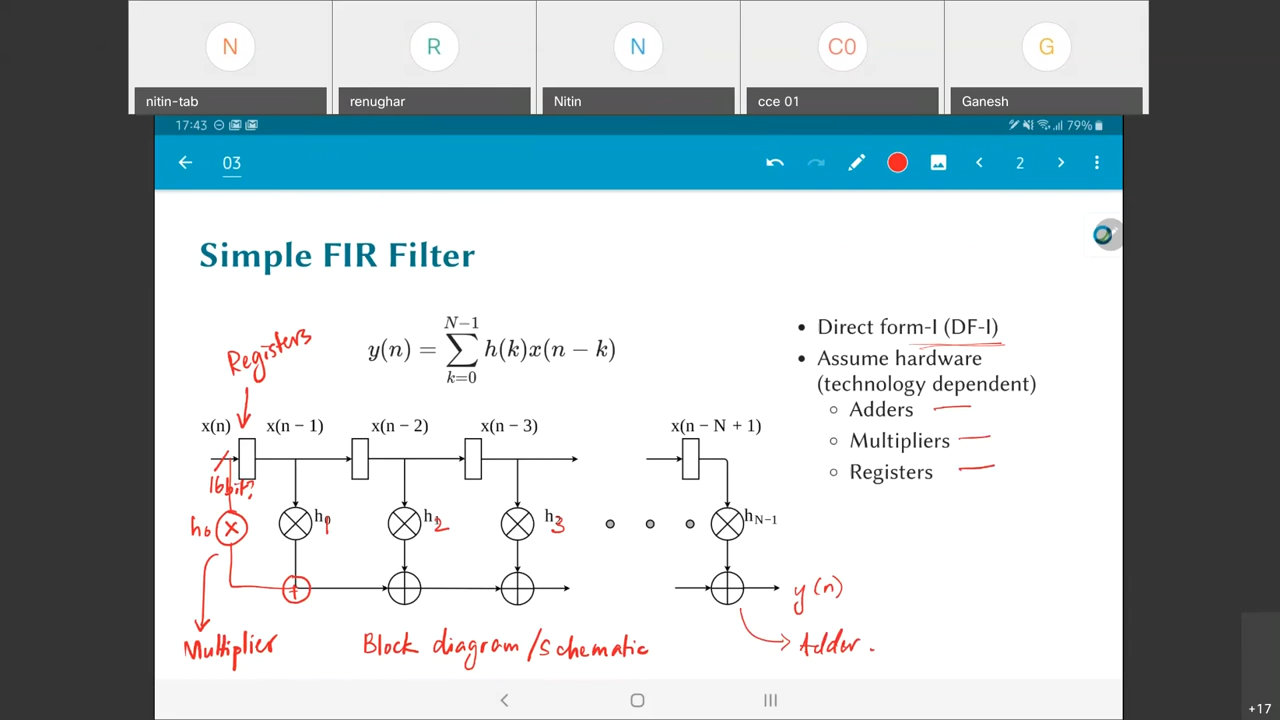 N R N C0 G
nitin-tab renughar Nitin cce 01 Ganesh
17:43 79%
03 2
Simple FIR Filter
Registers
y(n) = N−1 ∑ k=0 h(k)x(n − k)
• Direct form-I (DF-I)
• Assume hardware
(technology dependent)
○ Adders
○ Multipliers
○ Registers
x(n) x(n − 1) x(n − 2) x(n − 3) x(n − N + 1)
16bit?
h0 h1 h2 h3 hN−1
y(n)
Multiplier Block diagram/Schematic Adder.
+17